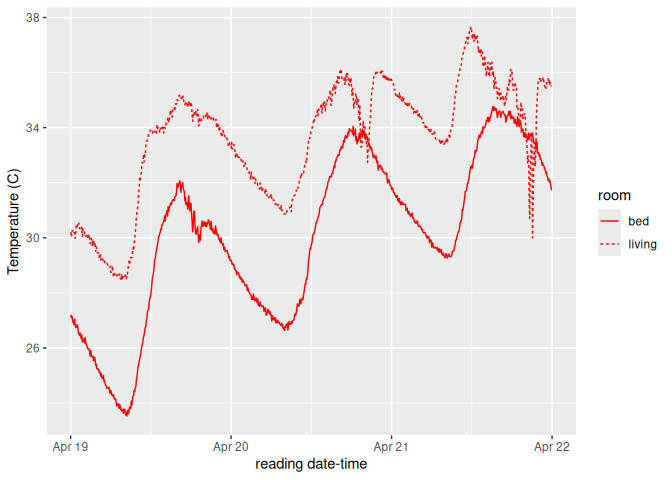 38
34
30
26
Temperature (C)
Apr 19 Apr 20 Apr 21 Apr 22
reading date-time
room
bed
living